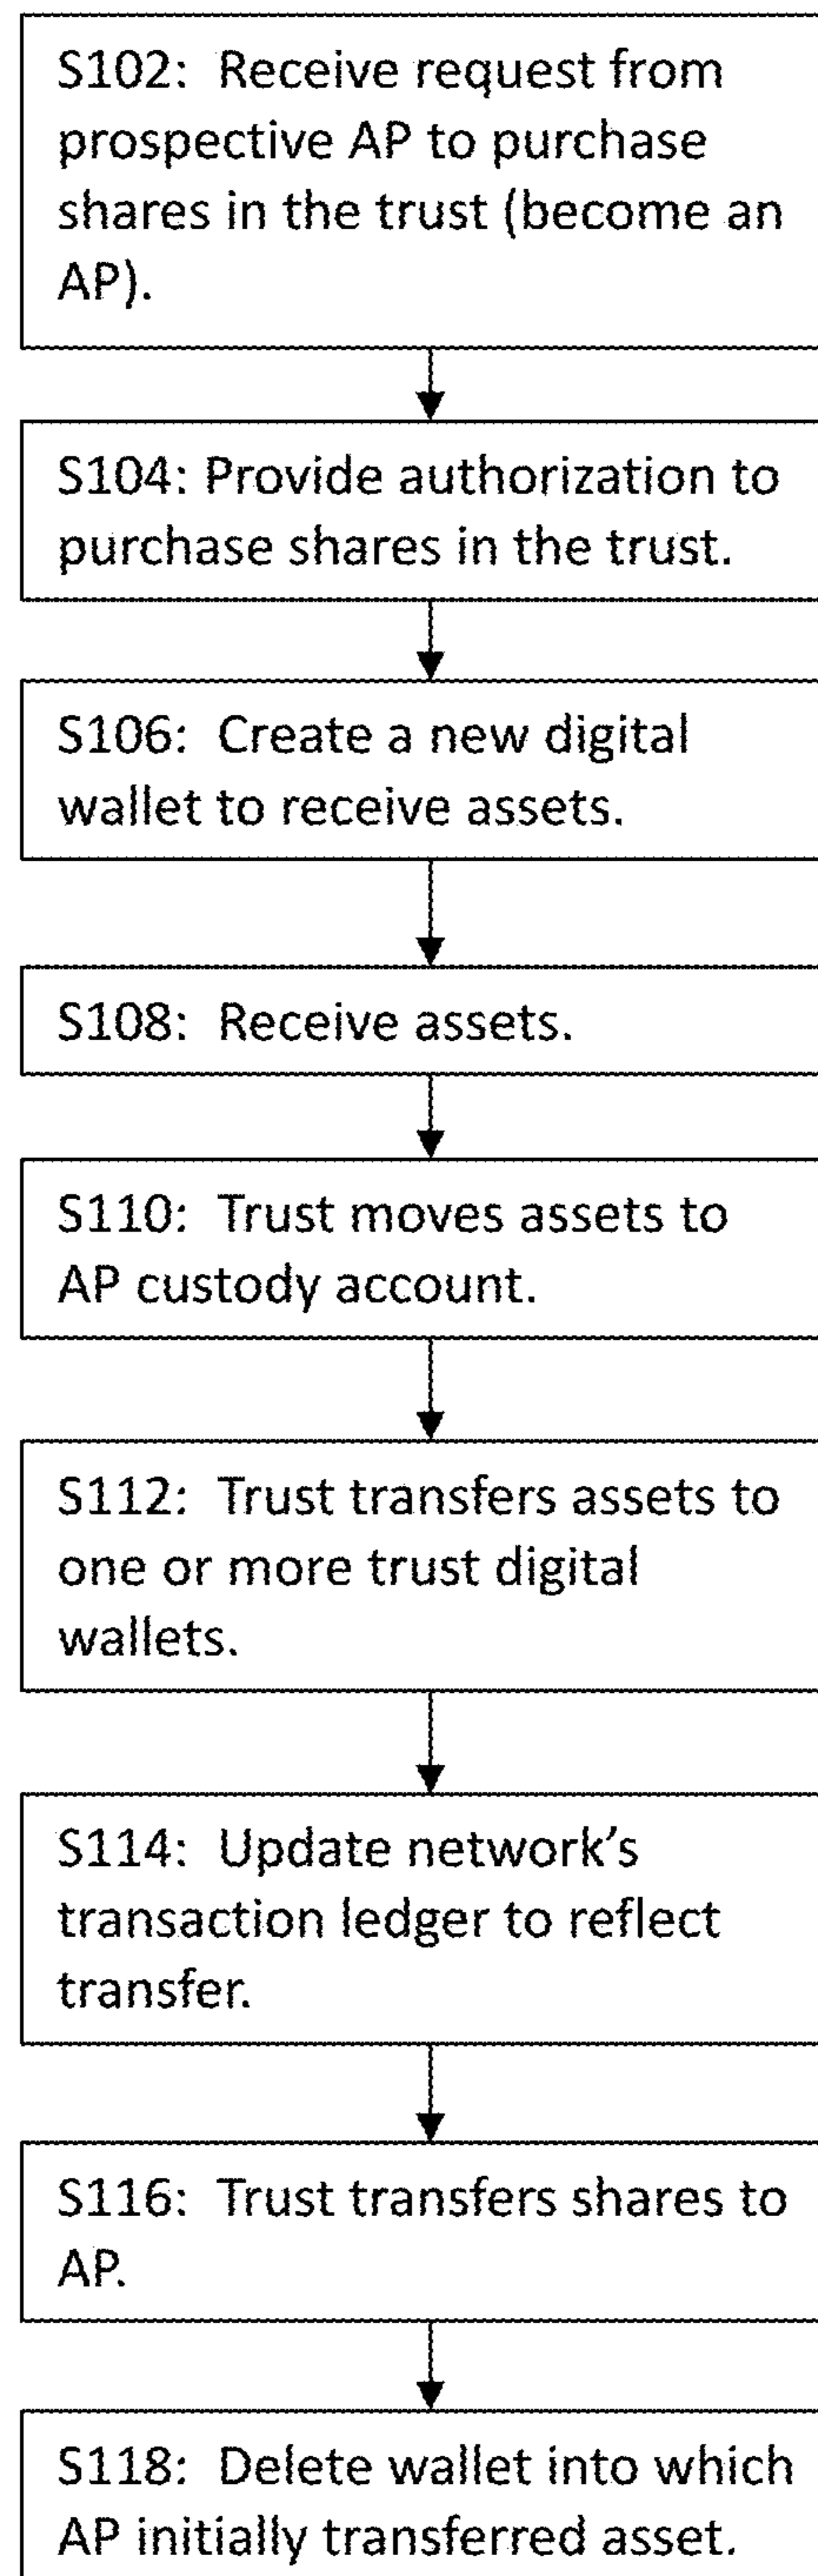 S102:  Receive request from
prospective AP to purchase
shares in the trust (become an
AP).
S104: Provide authorization to
purchase shares in the trust.
S106:  Create a new digital
wallet to receive assets.
S108:  Receive assets.
S110:  Trust moves assets to
AP custody account.
S112:  Trust transfers assets to
one or more trust digital
wallets.
S114:  Update network’s
transaction ledger to reflect
transfer.
S116:  Trust transfers shares to
AP.
S118:  Delete wallet into which
AP initially transferred asset.